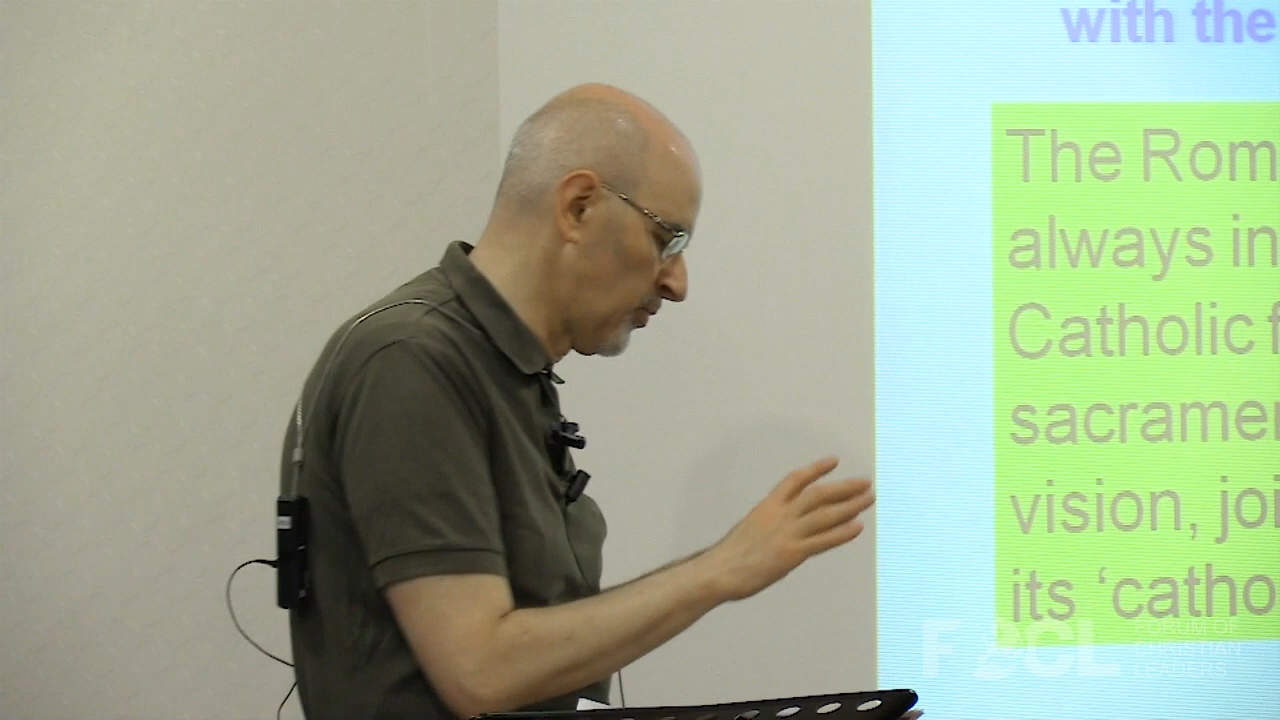 with the
The Rom
always in
Catholic f
sacramen
vision, joi
its ‘catho
FOCL
FORUM OF
CHRISTIAN
LEADERS